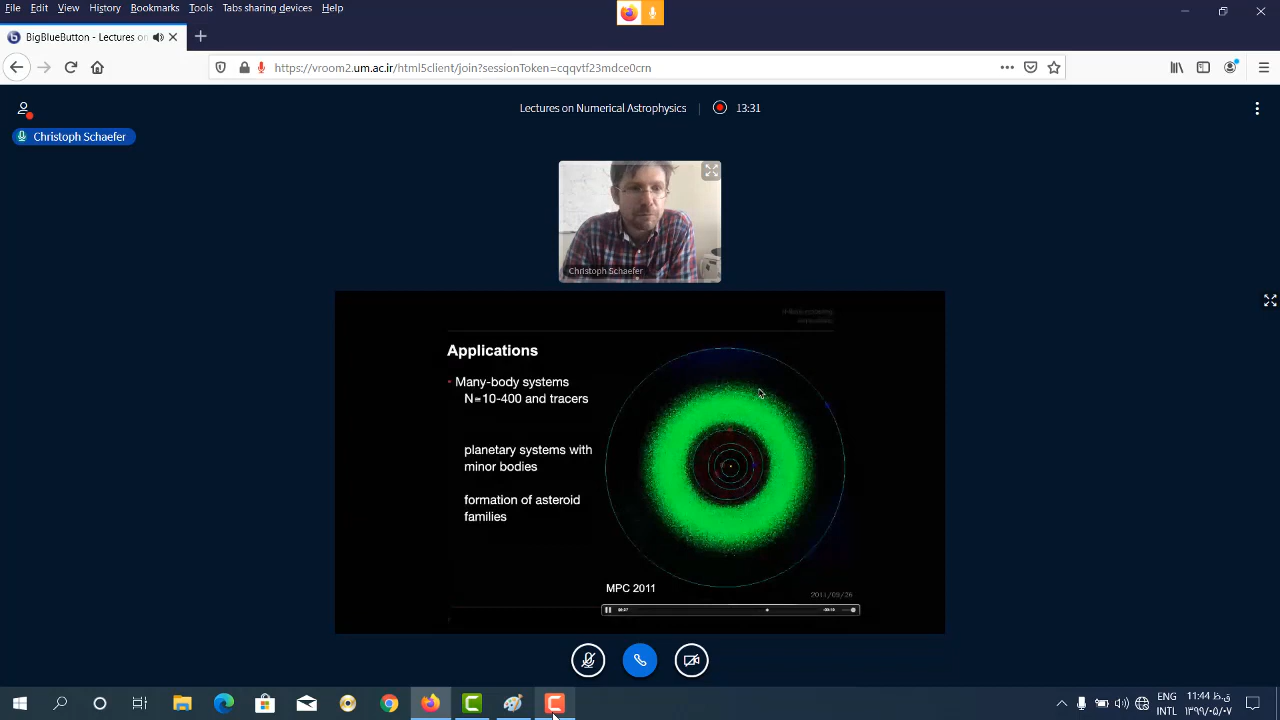 File Edit View History Bookmarks Tools Tabs sharing devices Help
BigBlueButton - Lectures on
https://vroom2.um.ac.ir/html5client/join?sessionToken=cqqvtf23mdce0crn
Lectures on Numerical Astrophysics 13:31
Christoph Schaefer
Christoph Schaefer
Applications
Many-body systems
N≃10-400 and tracers
planetary systems with
minor bodies
formation of asteroid
families
MPC 2011
2011/09/26
ENG
INTL
11:44 ق.ظ
۱۳۹۹/۰۵/۰۷